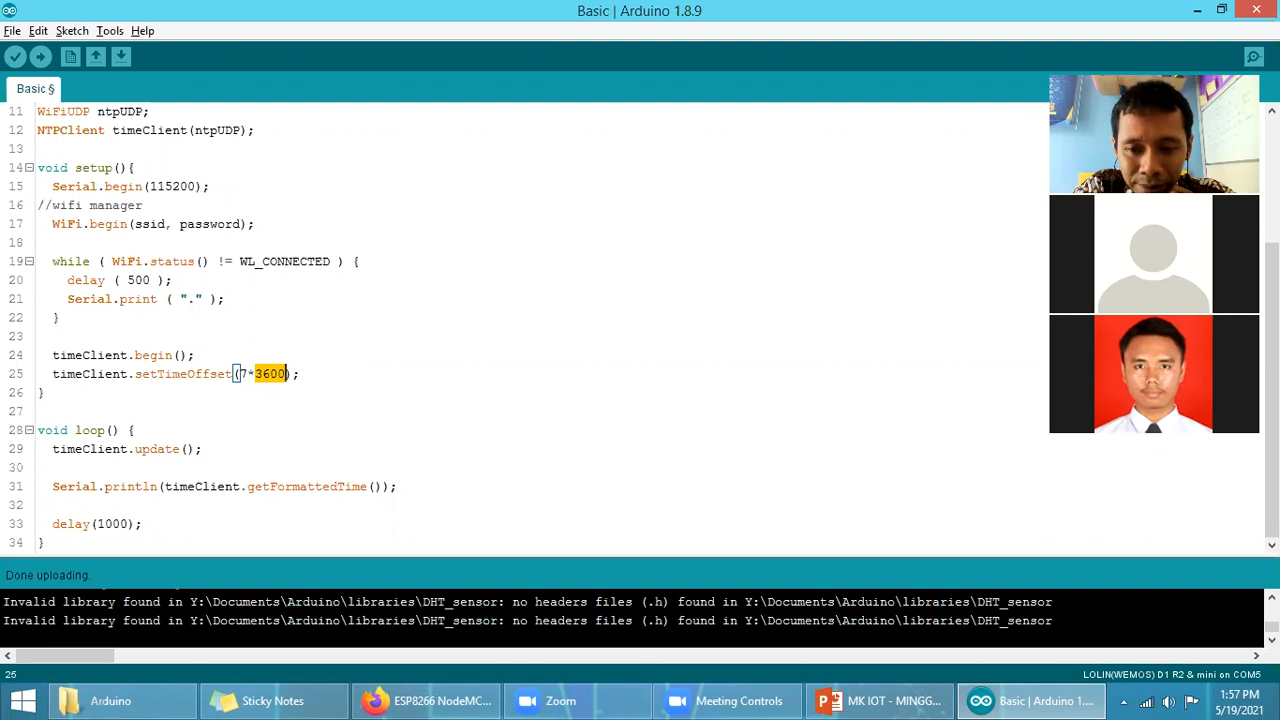 Basic | Arduino 1.8.9
File Edit Sketch Tools Help
Basic §
11 WiFiUDP ntpUDP;
12 NTPClient timeClient(ntpUDP);
13
14 void setup(){
15 Serial.begin(115200);
16 //wifi manager
17 WiFi.begin(ssid, password);
18
19 while ( WiFi.status() != WL_CONNECTED ) {
20 delay ( 500 );
21 Serial.print ( "." );
22 }
23
24 timeClient.begin();
25 timeClient.setTimeOffset(7*3600);
26 }
27
28 void loop() {
29 timeClient.update();
30
31 Serial.println(timeClient.getFormattedTime());
32
33 delay(1000);
34 }
Done uploading.
Invalid library found in Y:\Documents\Arduino\libraries\DHT_sensor: no headers files (.h) found in Y:\Documents\Arduino\libraries\DHT_sensor
Invalid library found in Y:\Documents\Arduino\libraries\DHT_sensor: no headers files (.h) found in Y:\Documents\Arduino\libraries\DHT_sensor
25 LOLIN(WEMOS) D1 R2 & mini on COM5
Arduino Sticky Notes ESP8266 NodeMC... Zoom Meeting Controls MK IOT - MINGG... Basic | Arduino 1.... 1:57 PM
5/19/2021